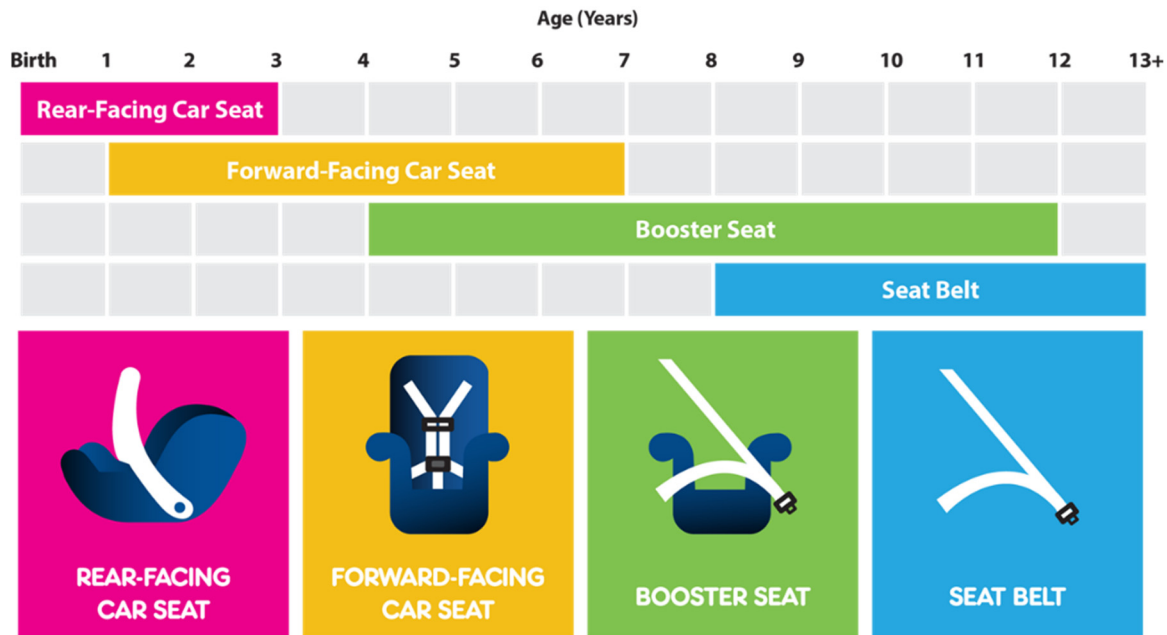 Age (Years)
Birth 1 2 3 4 5 6 7 8 9 10 11 12 13+
Rear-Facing Car Seat
Forward-Facing Car Seat
Booster Seat
Seat Belt
REAR-FACING
CAR SEAT
FORWARD-FACING
CAR SEAT
BOOSTER SEAT
SEAT BELT